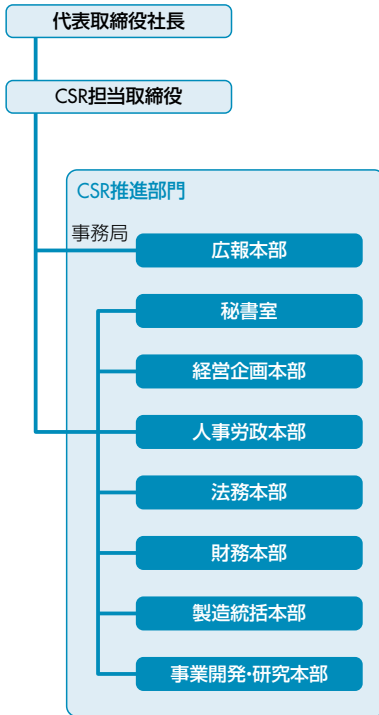 代表取締役社長
CSR担当取締役
CSR推進部門
事務局
広報本部
秘書室
経営企画本部
人事労政本部
法務本部
財務本部
製造統括本部
事業開発・研究本部